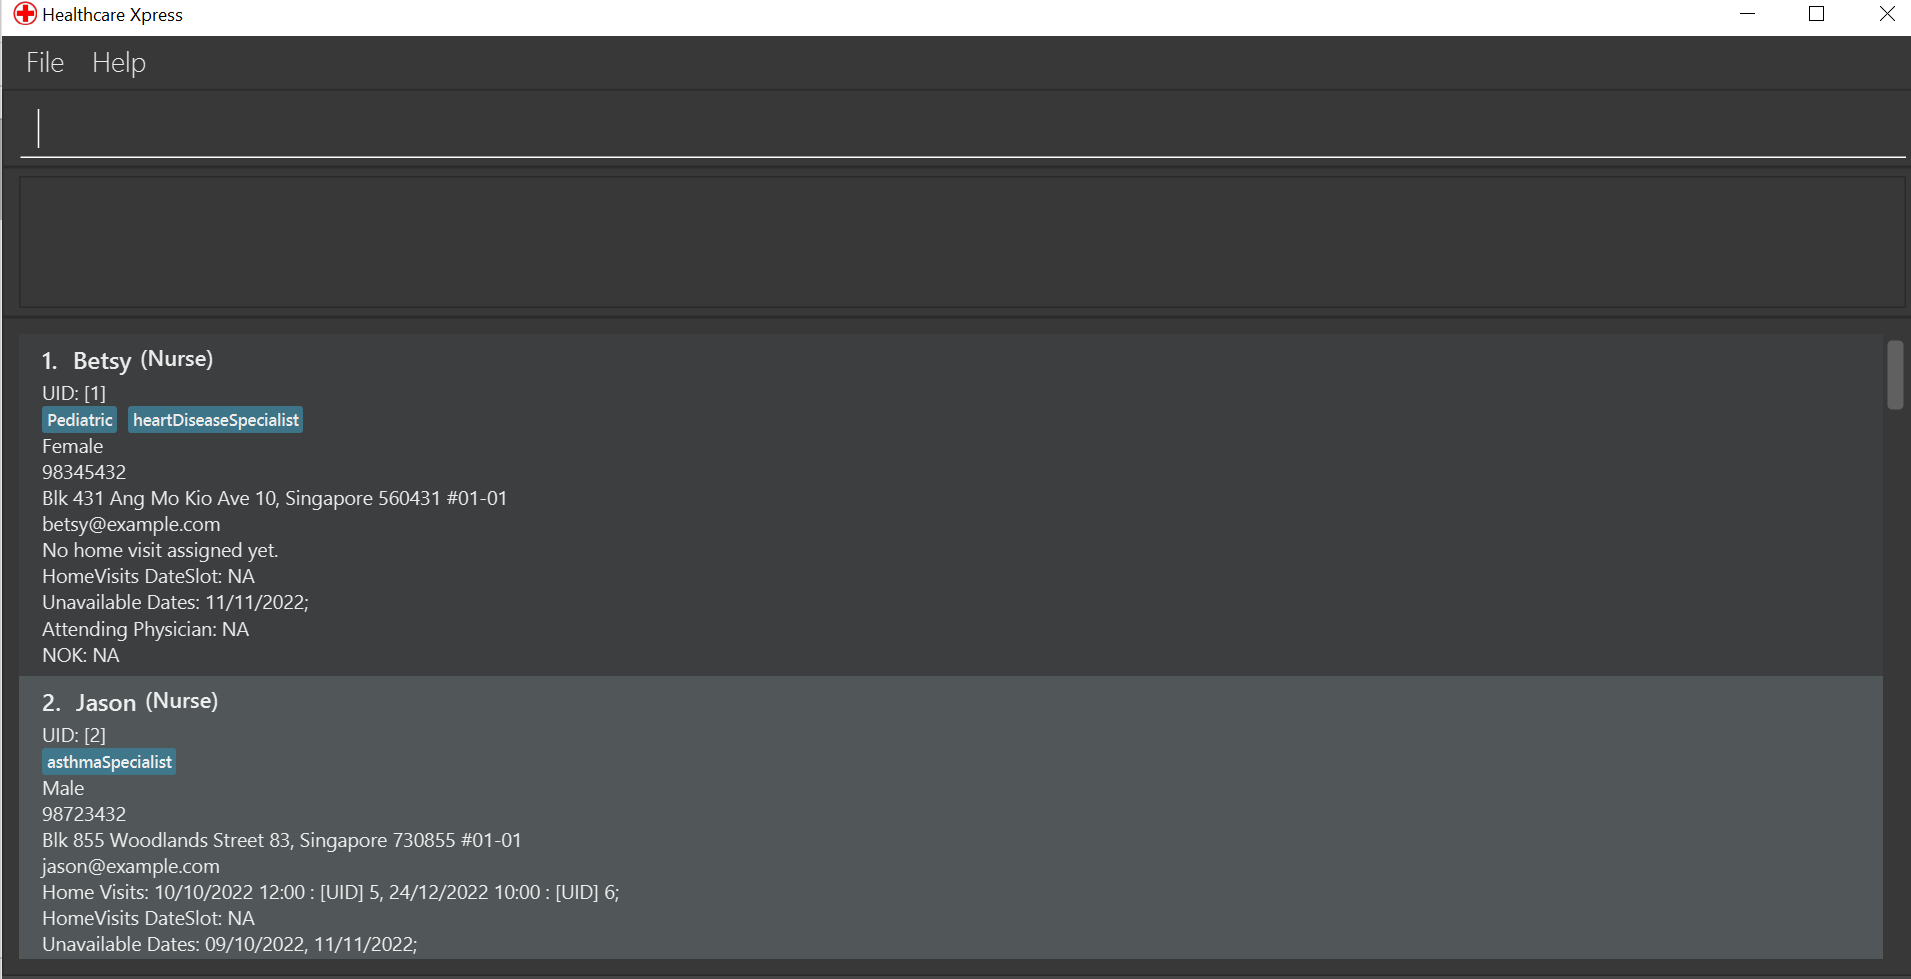 Healthcare Xpress
File Help
1. Betsy (Nurse)
UID: [1]
Pediatric heartDiseaseSpecialist
Female
98345432
Blk 431 Ang Mo Kio Ave 10, Singapore 560431 #01-01
betsy@example.com
No home visit assigned yet.
HomeVisits DateSlot: NA
Unavailable Dates: 11/11/2022;
Attending Physician: NA
NOK: NA
2. Jason (Nurse)
UID: [2]
asthmaSpecialist
Male
98723432
Blk 855 Woodlands Street 83, Singapore 730855 #01-01
jason@example.com
Home Visits: 10/10/2022 12:00 : [UID] 5, 24/12/2022 10:00 : [UID] 6;
HomeVisits DateSlot: NA
Unavailable Dates: 09/10/2022, 11/11/2022;